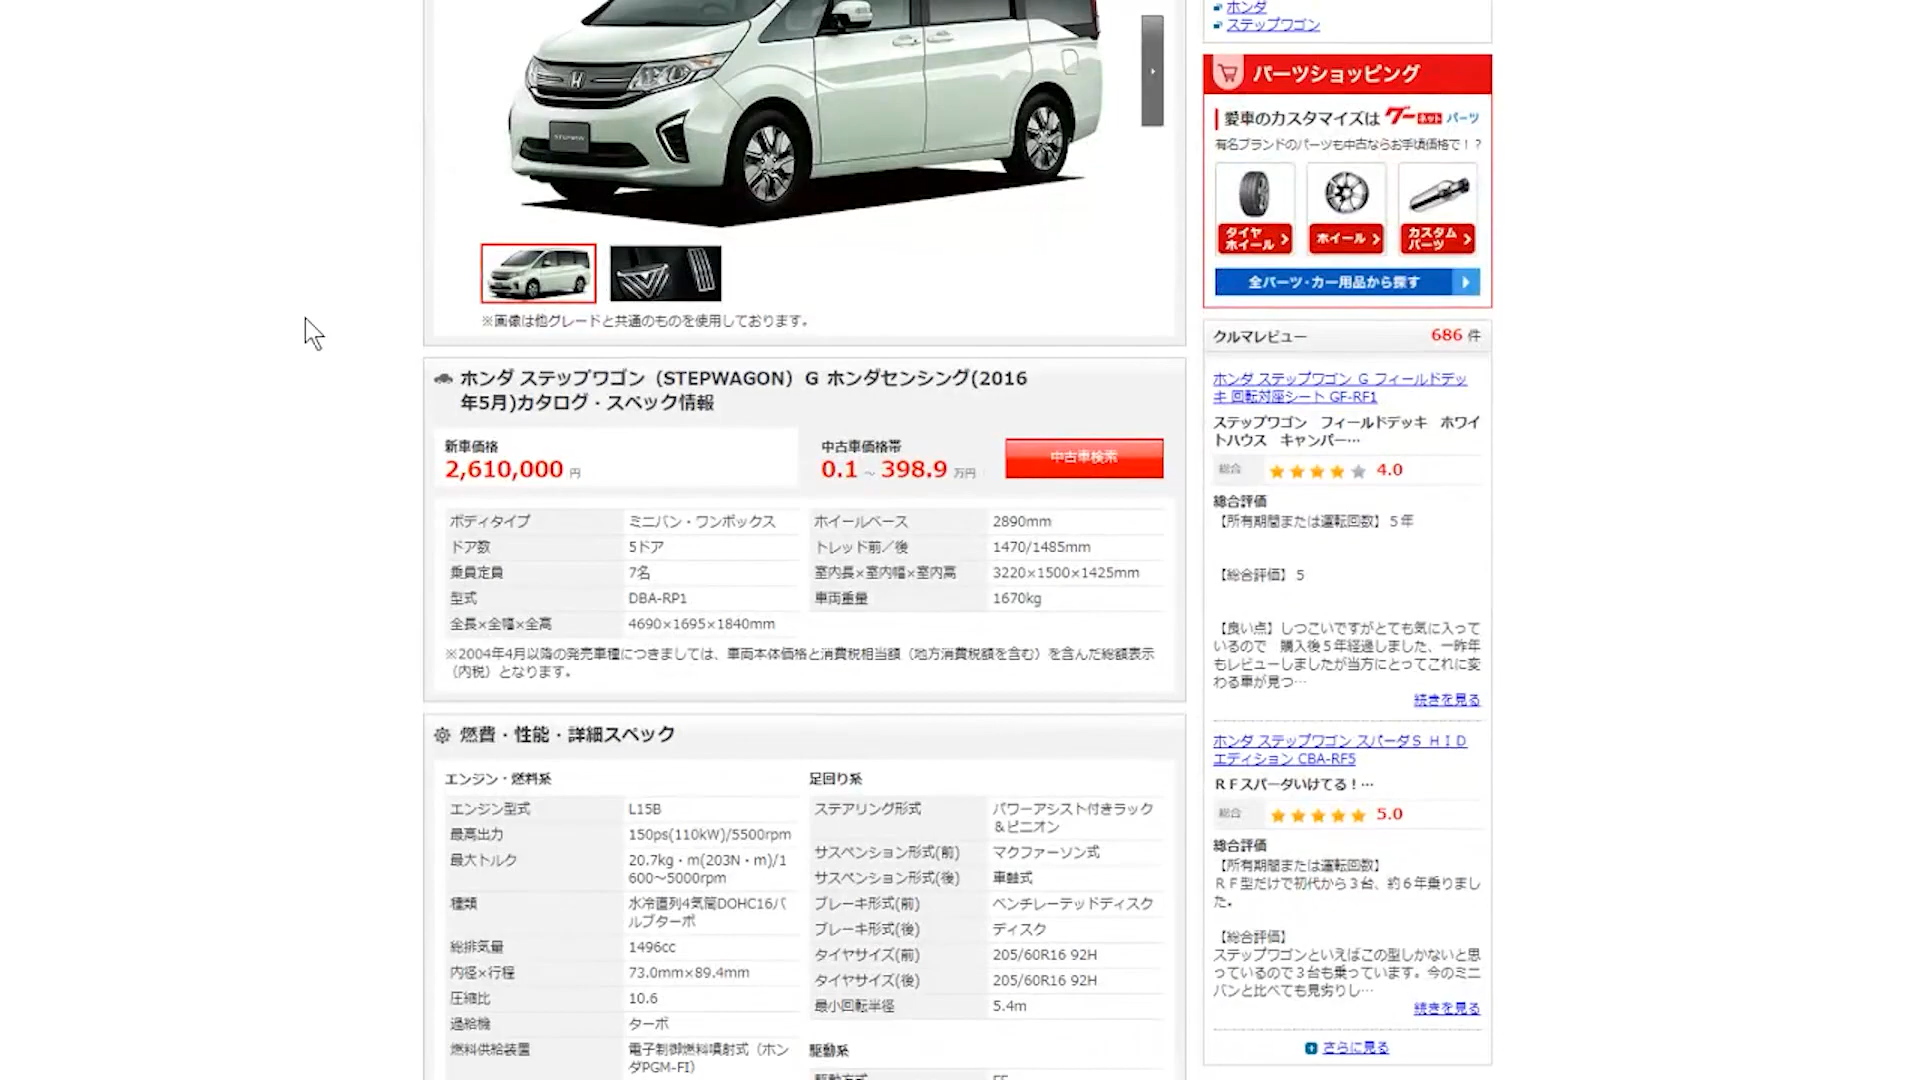 ホンダ
ステップワゴン
パーツショッピング
愛車のカスタマイズは グーネット パーツ
有名ブランドのパーツも中古ならお手頃価格で！？
タイヤ
ホイール
ホイール
カスタム
パーツ
全パーツ・カー用品から探す
STEPWGN
※画像は他グレードと共通のものを使用しております。
ホンダ ステップワゴン（STEPWAGON）G ホンダセンシング(2016
年5月)カタログ・スペック情報
新車価格
2,610,000 円
中古車価格帯
0.1 ～ 398.9 万円
中古車検索
ボディタイプ ミニバン・ワンボックス
ドア数 5ドア
乗員定員 7名
型式 DBA-RP1
全長×全幅×全高 4690×1695×1840mm
ホイールベース 2890mm
トレッド前／後 1470/1485mm
室内長×室内幅×室内高 3220×1500×1425mm
車両重量 1670kg
※2004年4月以降の発売車種につきましては、車両本体価格と消費税相当額（地方消費税額を含む）を含んだ総額表示
（内税）となります。
燃費・性能・詳細スペック
エンジン・燃料系
エンジン型式 L15B
最高出力 150ps(110kW)/5500rpm
最大トルク 20.7kg・m(203N・m)/1
600～5000rpm
種類 水冷直列4気筒DOHC16バ
ルブターボ
総排気量 1496cc
内径×行程 73.0mm×89.4mm
圧縮比 10.6
過給機 ターボ
燃料供給装置 電子制御燃料噴射式（ホン
ダPGM-FI）
足回り系
ステアリング形式 パワーアシスト付きラック
＆ピニオン
サスペンション形式(前) マクファーソン式
サスペンション形式(後) 車軸式
ブレーキ形式(前) ベンチレーテッドディスク
ブレーキ形式(後) ディスク
タイヤサイズ(前) 205/60R16 92H
タイヤサイズ(後) 205/60R16 92H
最小回転半径 5.4m
駆動系
駆動方式 FF
クルマレビュー 686 件
ホンダ ステップワゴン Ｇ フィールドデッ
キ 回転対座シート GF-RF1
ステップワゴン　フィールドデッキ　ホワイ
トハウス　キャンパー…
総合 4.0
総合評価
【所有期間または運転回数】５年
【総合評価】５
【良い点】しつこいですがとても気に入って
いるので　購入後５年経過しました、一昨年
もレビューしましたが当方にとってこれに変
わる車が見つ…
続きを見る
ホンダ ステップワゴン スパーダＳ ＨＩＤ
エディション CBA-RF5
ＲＦスパーダいけてる！…
総合 5.0
総合評価
【所有期間または運転回数】
ＲＦ型だけで初代から３台、約６年乗りまし
た。
【総合評価】
ステップワゴンといえばこの型しかないと思
っているので３台も乗っています。今のミニ
バンと比べても見劣りし…
続きを見る
さらに見る